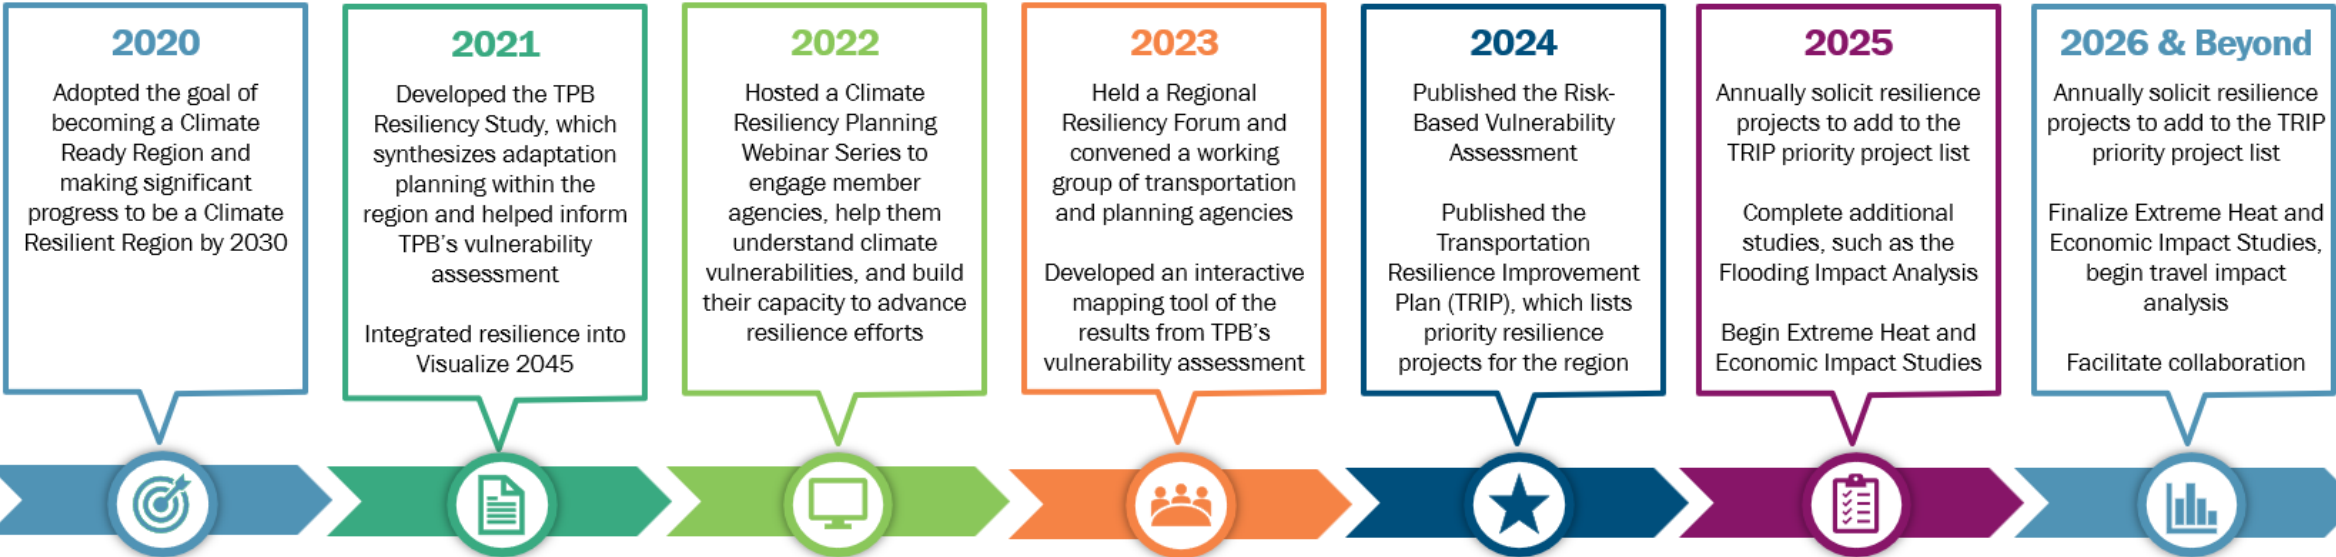 2020
Adopted the goal of
becoming a Climate
Ready Region and
making significant
progress to be a Climate
Resilient Region by 2030
2021
Developed the TPB
Resiliency Study, which
synthesizes adaptation
planning within the
region and helped inform
TPB's vulnerability
assessment
Integrated resilience into
Visualize 2045
2022
Hosted a Climate
Resiliency Planning
Webinar Series to
engage member
agencies, help them
understand climate
vulnerabilities, and build
their capacity to advance
resilience efforts
2023
Held a Regional
Resiliency Forum and
convened a working
group of transportation
and planning agencies
Developed an interactive
mapping tool of the
results from TPB's
vulnerability assessment
2024
Published the Risk-
Based Vulnerability
Assessment
Published the
Transportation
Resilience Improvement
Plan (TRIP), which lists
priority resilience
projects for the region
2025
Annually solicit resilience
projects to add to the
TRIP priority project list
Complete additional
studies, such as the
Flooding Impact Analysis
Begin Extreme Heat and
Economic Impact Studies
2026 & Beyond
Annually solicit resilience
projects to add to the TRIP
priority project list
Finalize Extreme Heat and
Economic Impact Studies,
begin travel impact
analysis
Facilitate collaboration